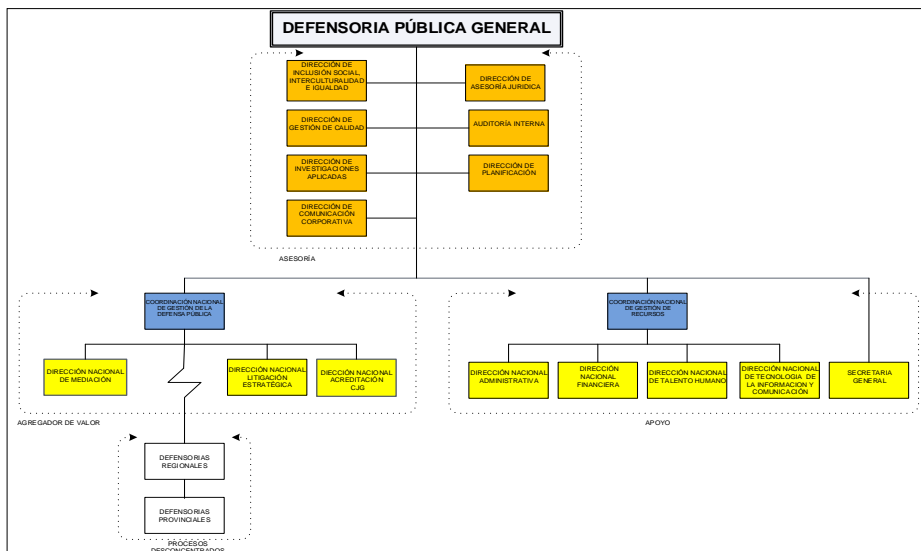 DEFENSORIA PÚBLICA GENERAL
DIRECCIÓN DE
INCLUSIÓN SOCIAL,
INTERCULTURALIDAD
E IGUALDAD
DIRECCIÓN DE
ASESORÍA JURIDICA
DIRECCIÓN DE
GESTIÓN DE CALIDAD
AUDITORÍA INTERNA
DIRECCIÓN DE
INVESTIGACIONES
APLICADAS
DIRECCIÓN DE
PLANIFICACIÓN
DIRECCIÓN DE
COMUNICACIÓN
CORPORATIVA
ASESORÍA
COORDINACIÓN NACIONAL
DE GESTIÓN DE LA
DEFENSA PÚBLICA
COORDINACIÓN NACIONAL
DE GESTIÓN DE
RECURSOS
DIRECCIÓN NACIONAL
DE MEDIACIÓN
DIRECCIÓN NACIONAL
LITIGACIÓN
ESTRATÉGICA
DIECCIÓN NACIONAL
ACREDITACIÓN
CJG
DIRECCIÓN NACIONAL
ADMINISTRATIVA
DIRECCIÓN
NACIONAL
FINANCIERA
DIRECCIÓN NACIONAL
DE TALENTO HUMANO
DIRECCIÓN NACIONAL
DE TECNOLOGIA DE
LA INFORMACION Y
COMUNICACIÓN
SECRETARIA
GENERAL
AGREGADOR DE VALOR
APOYO
DEFENSORIAS
REGIONALES
DEFENSORIAS
PROVINCIALES
PROCESOS
DESCONCENTRADOS